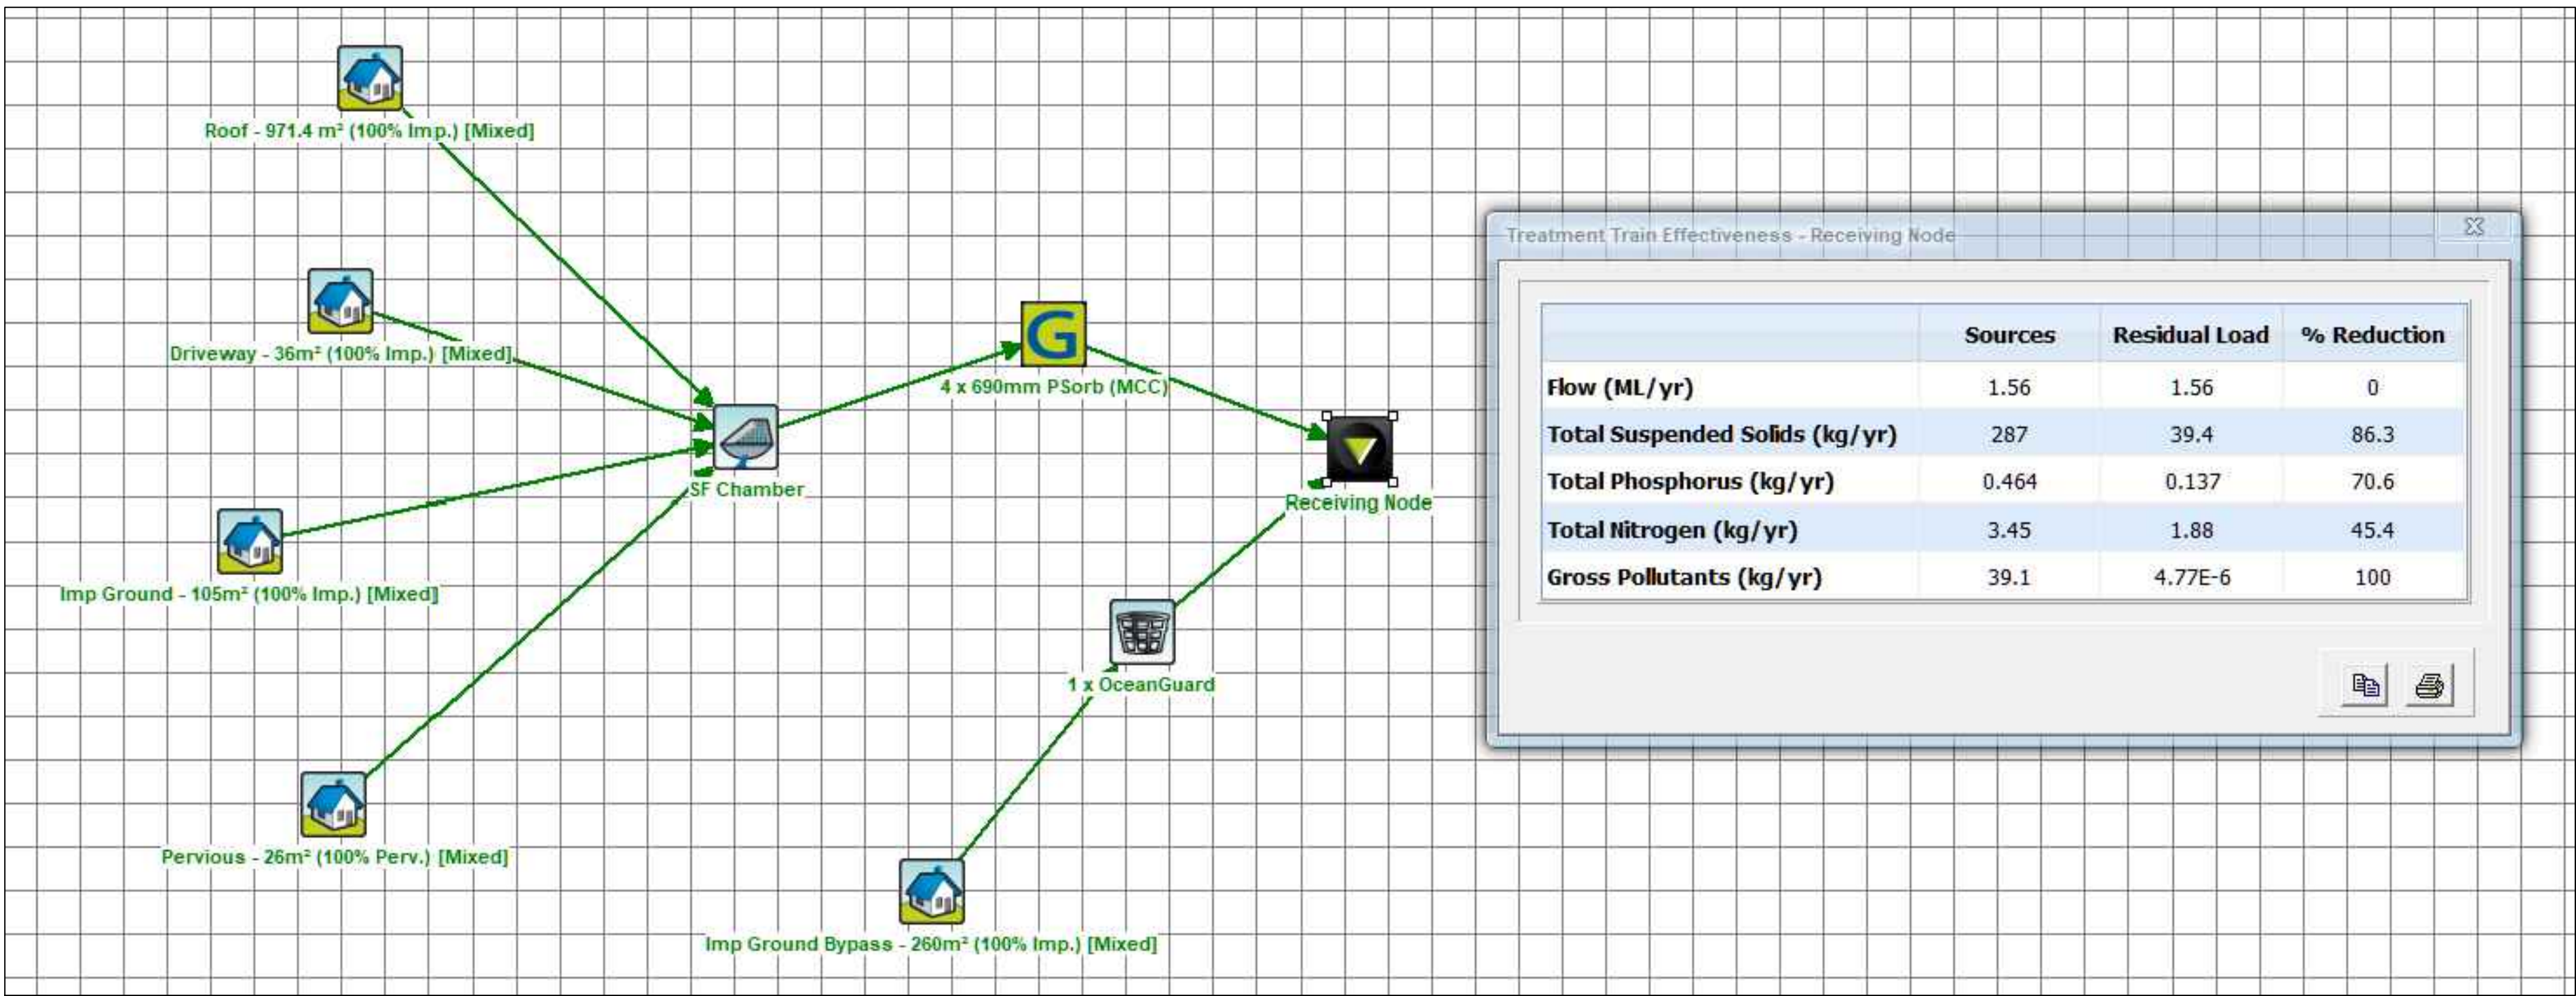 Roof - 971.4 m² (100% Imp.) [Mixed]
Driveway - 36m² (100% Imp.) [Mixed]
Imp Ground - 105m² (100% Imp.) [Mixed]
Pervious - 26m² (100% Perv.) [Mixed]
SF Chamber
G
4 x 690mm PSorb (MCC)
Receiving Node
1 x OceanGuard
Imp Ground Bypass - 260m² (100% Imp.) [Mixed]
Treatment Train Effectiveness - Receiving Node
Sources Residual Load % Reduction
Flow (ML/yr) 1.56 1.56 0
Total Suspended Solids (kg/yr) 287 39.4 86.3
Total Phosphorus (kg/yr) 0.464 0.137 70.6
Total Nitrogen (kg/yr) 3.45 1.88 45.4
Gross Pollutants (kg/yr) 39.1 4.77E-6 100